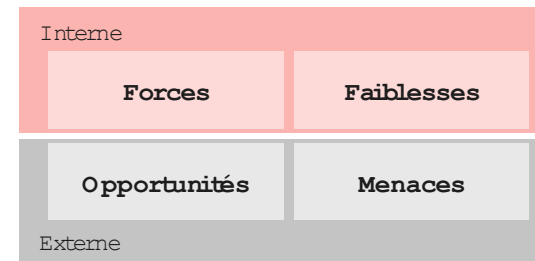 Interne
Forces Faiblesses
Opportunités Menaces
Externe